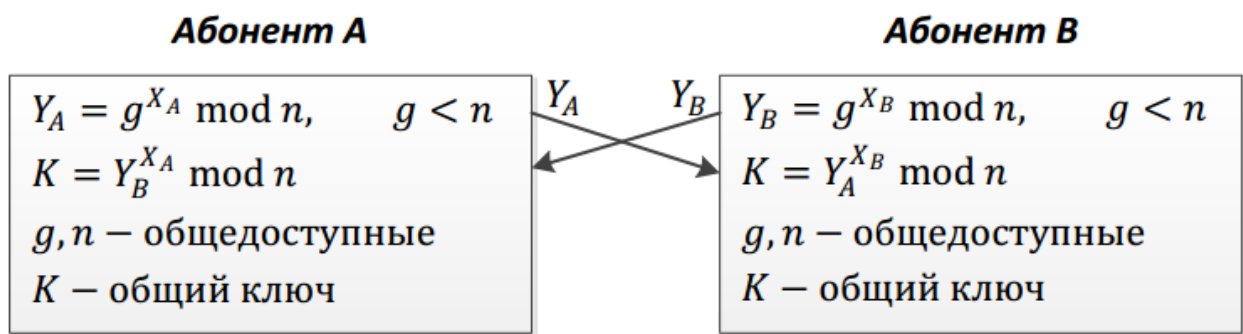 Абонент А
Y_A = g^{X_A} mod n, g < n
K = Y_B^{X_A} mod n
g, n − общедоступные
K − общий ключ
Y_A
Y_B
Абонент В
Y_B = g^{X_B} mod n, g < n
K = Y_A^{X_B} mod n
g, n − общедоступные
K − общий ключ